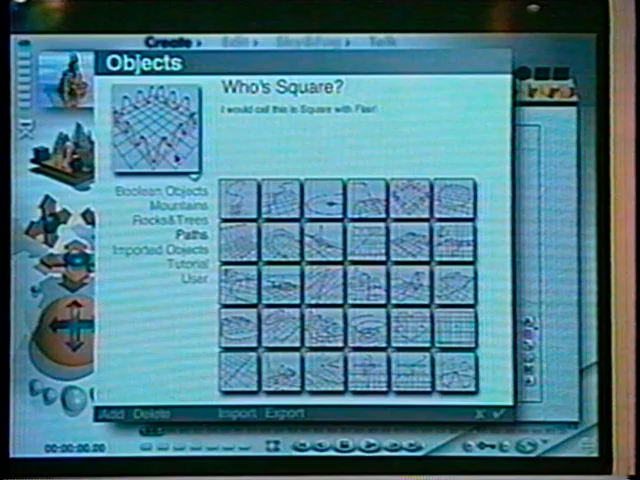 Create
Edit
Talk
Objects
Who's Square?
I would call this is Square with Flair!
Boolean Objects
Mountains
Rocks&Trees
Paths
Imported Objects
Tutorial
User
Add Delete Import Export
00:00:00.00